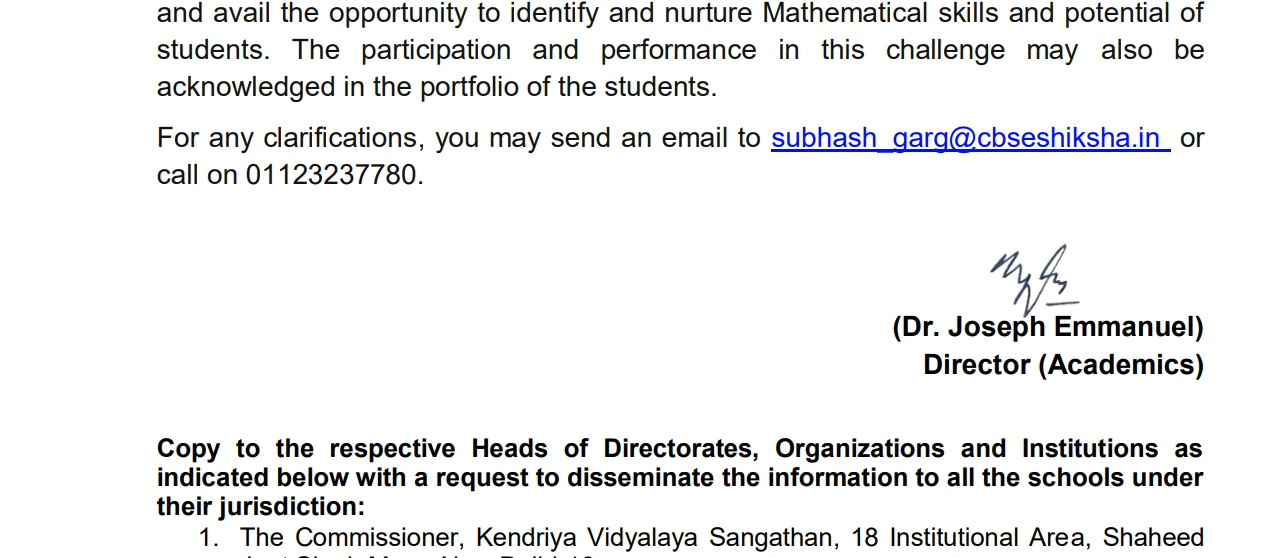 and avail the opportunity to identify and nurture Mathematical skills and potential of
students. The participation and performance in this challenge may also be
acknowledged in the portfolio of the students.
For any clarifications, you may send an email to subhash_garg@cbseshiksha.in or
call on 01123237780.
(Dr. Joseph Emmanuel)
Director (Academics)
Copy to the respective Heads of Directorates, Organizations and Institutions as
indicated below with a request to disseminate the information to all the schools under
their jurisdiction:
1. The Commissioner, Kendriya Vidyalaya Sangathan, 18 Institutional Area, Shaheed